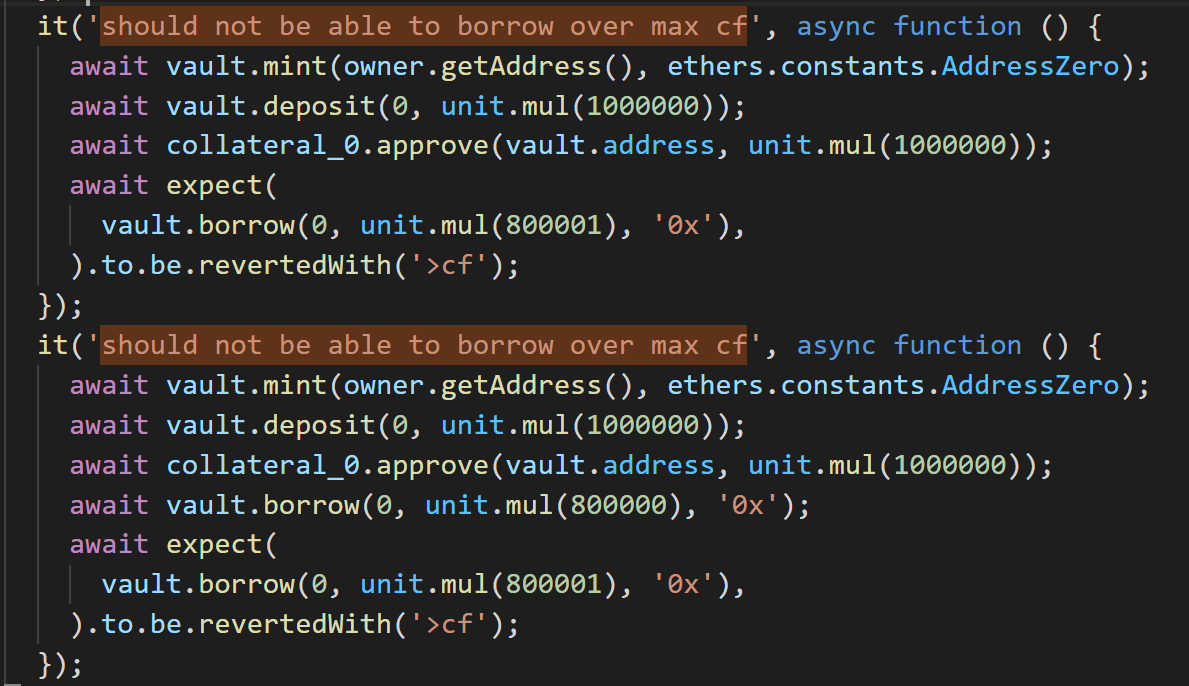 it('should not be able to borrow over max cf', async function () {
await vault.mint(owner.getAddress(), ethers.constants.AddressZero);
await vault.deposit(0, unit.mul(1000000));
await collateral_0.approve(vault.address, unit.mul(1000000));
await expect(
vault.borrow(0, unit.mul(800001), '0x'),
).to.be.revertedWith('>cf');
});
it('should not be able to borrow over max cf', async function () {
await vault.mint(owner.getAddress(), ethers.constants.AddressZero);
await vault.deposit(0, unit.mul(1000000));
await collateral_0.approve(vault.address, unit.mul(1000000));
await vault.borrow(0, unit.mul(800000), '0x');
await expect(
vault.borrow(0, unit.mul(800001), '0x'),
).to.be.revertedWith('>cf');
});